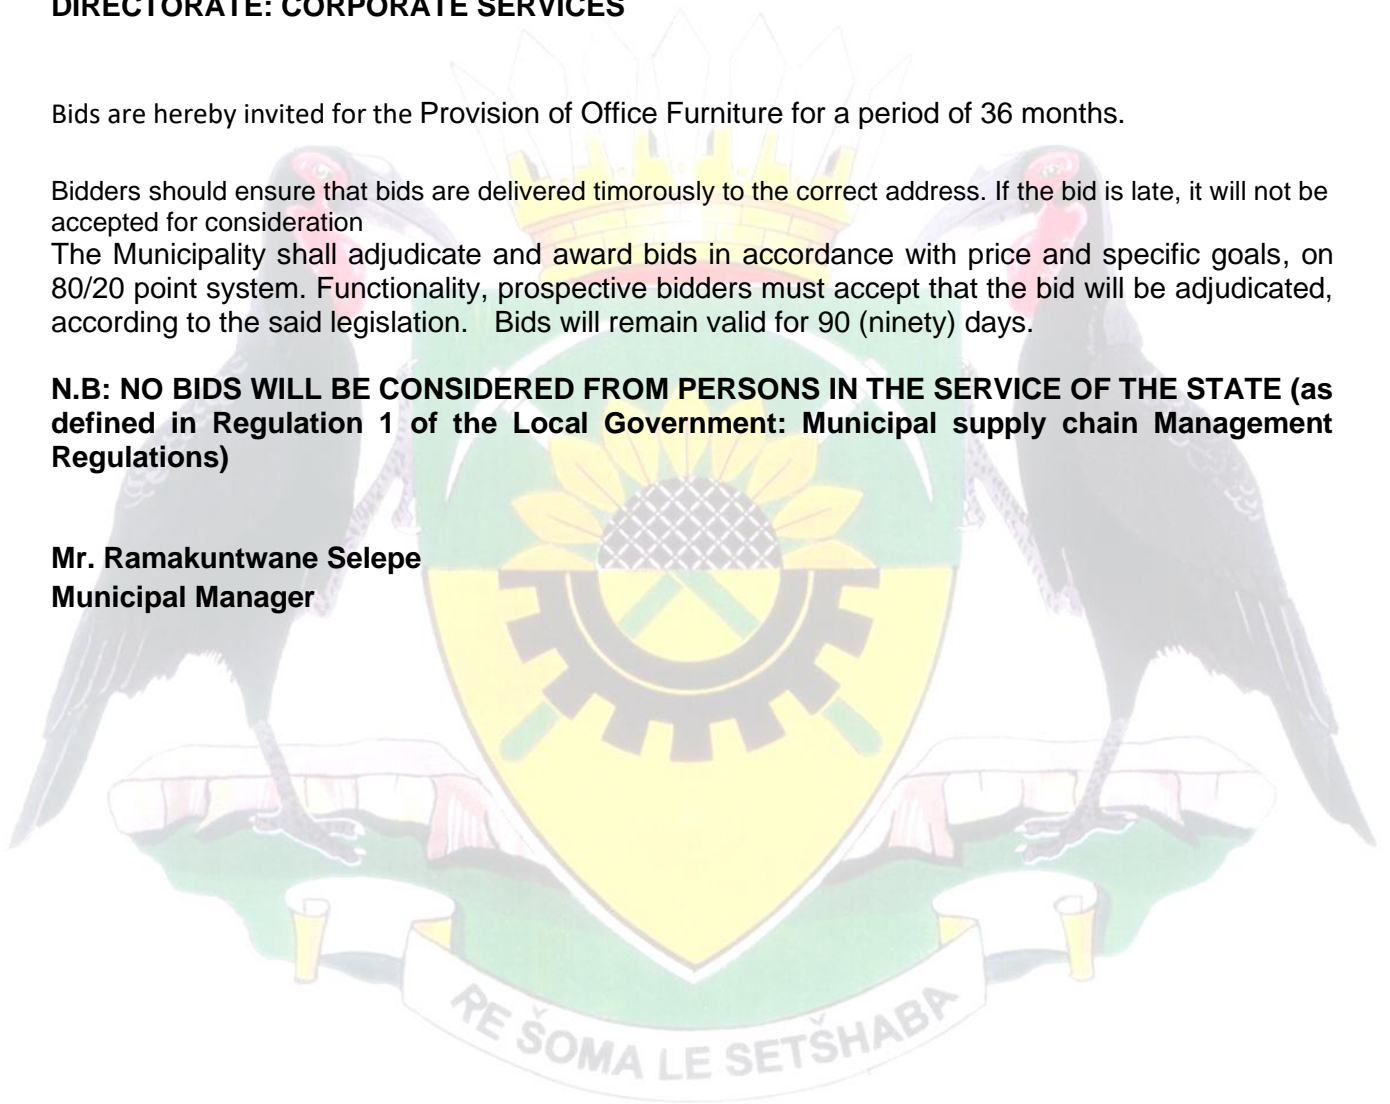 DIRECTORATE: CORPORATE SERVICES
Bids are hereby invited for the Provision of Office Furniture for a period of 36 months.
Bidders should ensure that bids are delivered timorously to the correct address. If the bid is late, it will not be
accepted for consideration
The Municipality shall adjudicate and award bids in accordance with price and specific goals, on
80/20 point system. Functionality, prospective bidders must accept that the bid will be adjudicated,
according to the said legislation. Bids will remain valid for 90 (ninety) days.
N.B: NO BIDS WILL BE CONSIDERED FROM PERSONS IN THE SERVICE OF THE STATE (as
defined in Regulation 1 of the Local Government: Municipal supply chain Management
Regulations)
Mr. Ramakuntwane Selepe
Municipal Manager
RE ŠOMA LE SETŠHABA